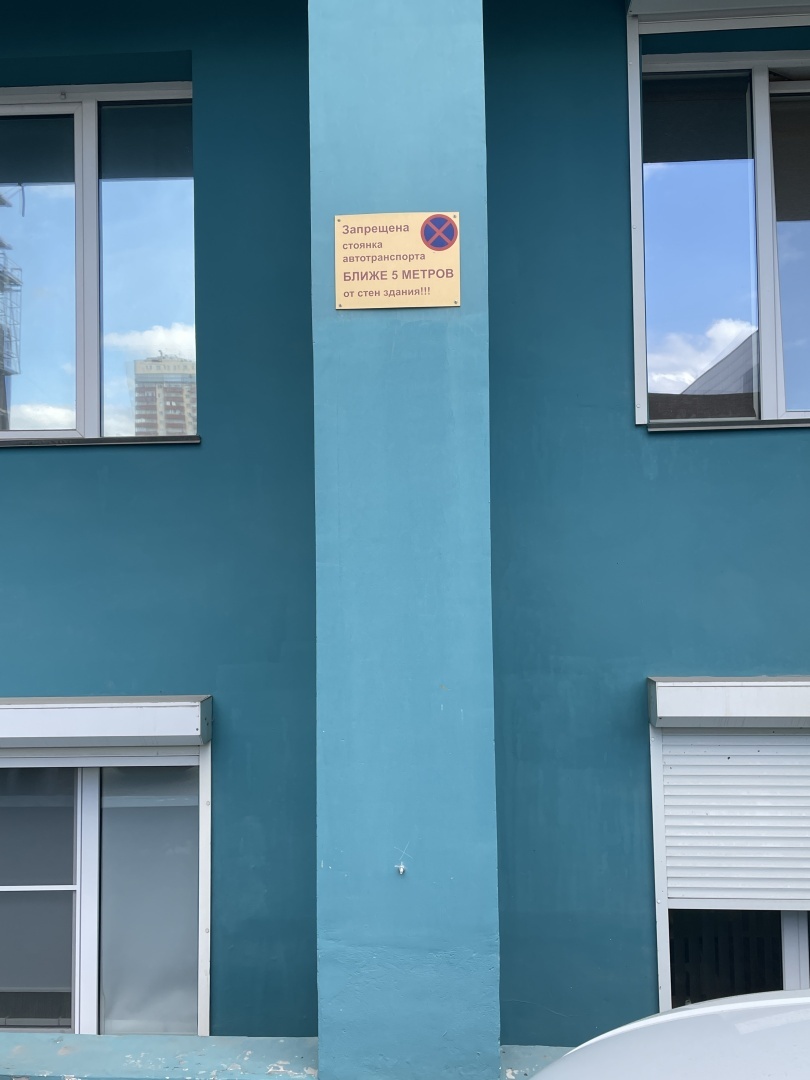 Запрещена
стоянка
автотранспорта
БЛИЖЕ 5 МЕТРОВ
от стен здания!!!